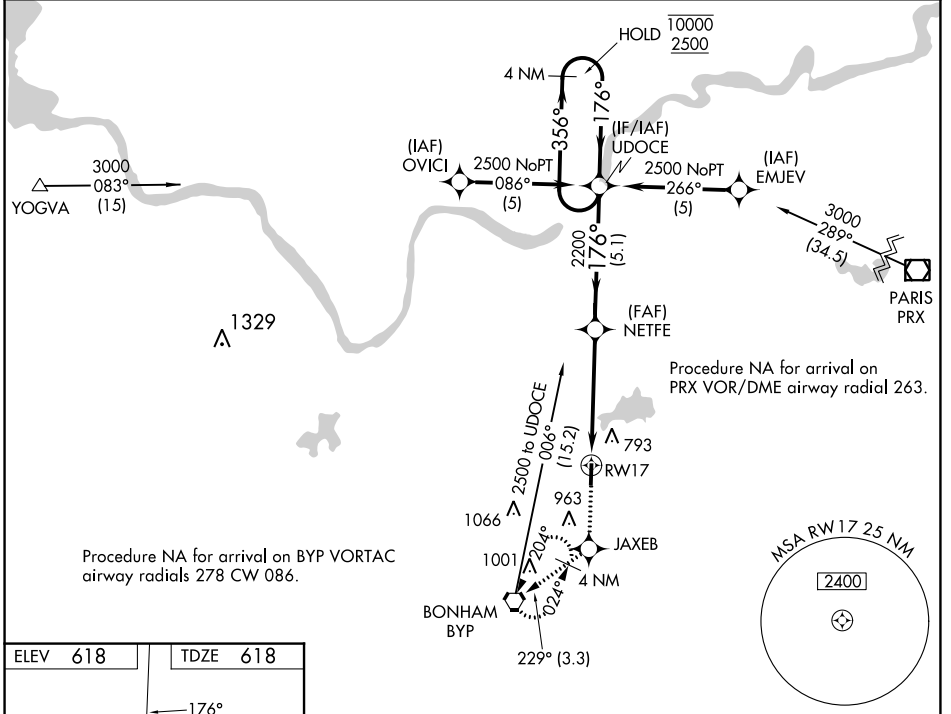 HOLD 10000
2500
4 NM
356°
176°
(IAF)
OVICI
2500 NoPT
086°
(5)
(IF/IAF)
UDOCE
2500 NoPT
266°
(5)
(IAF)
EMJEV
3000
083°
(15)
YOGVA
3000
289°
(34.5)
PARIS
PRX
2200
176°
(5.1)
(FAF)
NETFE
1329
Procedure NA for arrival on
PRX VOR/DME airway radial 263.
2500 to UDOCE
006°
(15.2)
793
RW17
963
1066
1001
204°
JAXEB
4 NM
024°
BONHAM
BYP
229° (3.3)
Procedure NA for arrival on BYP VORTAC
airway radials 278 CW 086.
MSA RW17 25 NM
2400
ELEV 618
TDZE 618
176°